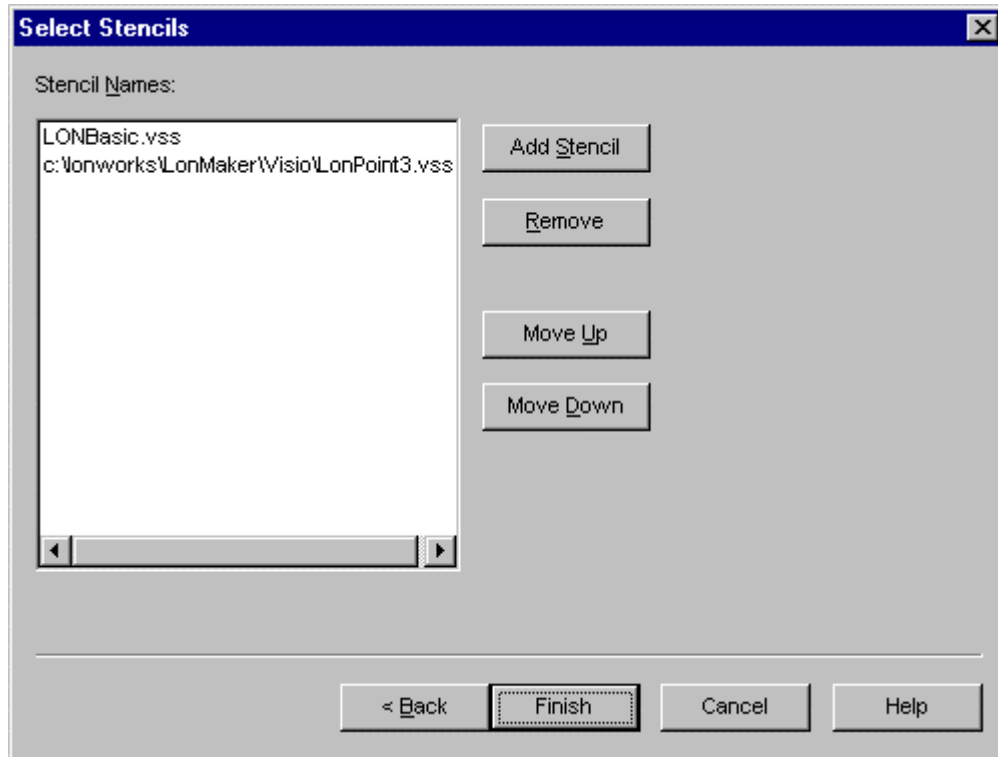 Select Stencils
Stencil Names:
LONBasic.vss
c:\lonworks\LonMaker\Visio\LonPoint3.vss
Add Stencil
Remove
Move Up
Move Down
< Back
Finish
Cancel
Help